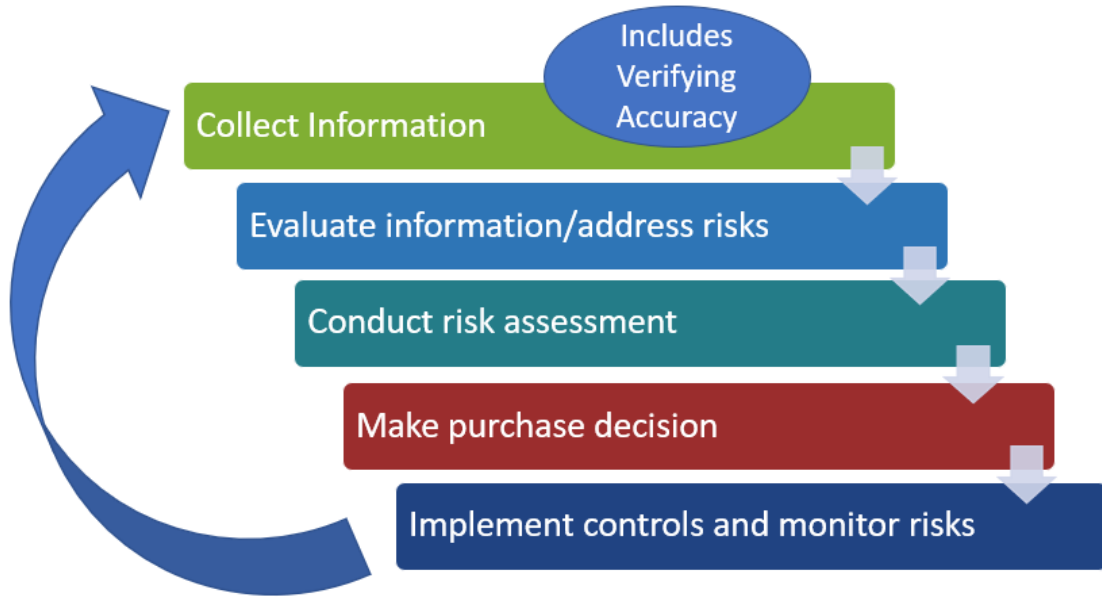 Includes
Verifying
Accuracy
Collect Information
Evaluate information/address risks
Conduct risk assessment
Make purchase decision
Implement controls and monitor risks